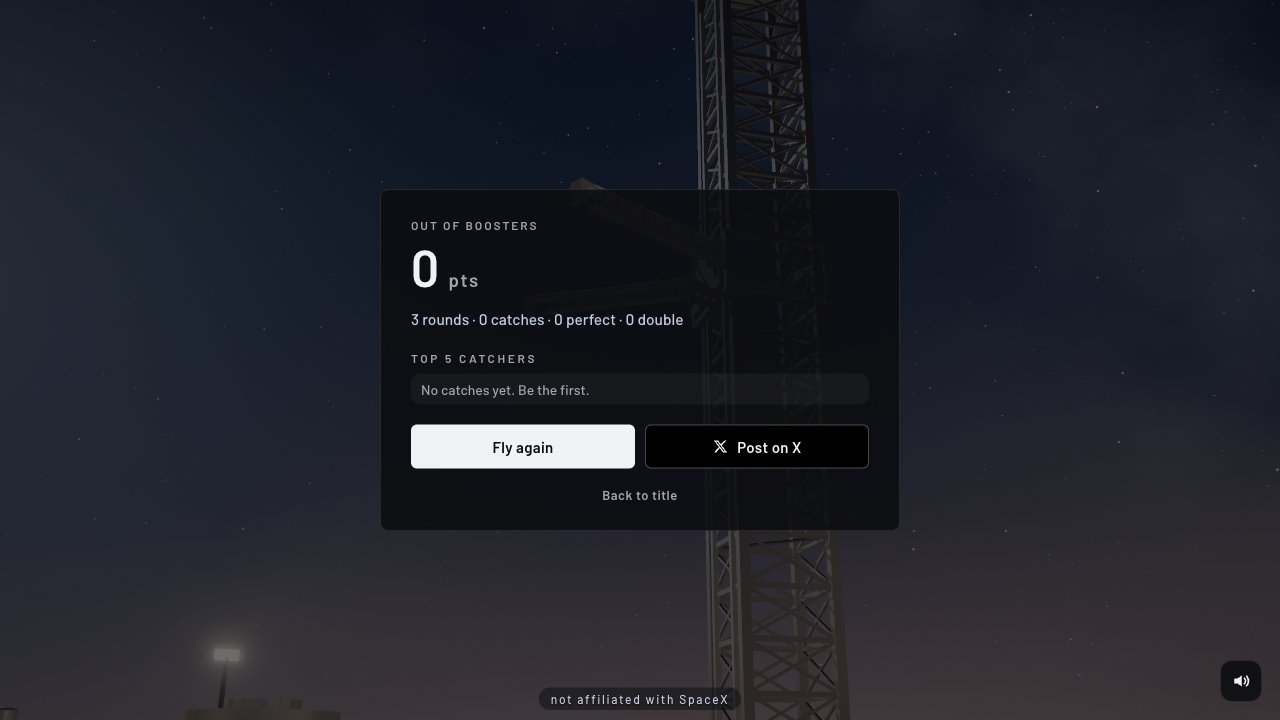 OUT OF BOOSTERS
0 pts
3 rounds · 0 catches · 0 perfect · 0 double
TOP 5 CATCHERS
No catches yet. Be the first.
Fly again
Post on X
Back to title
not affiliated with SpaceX